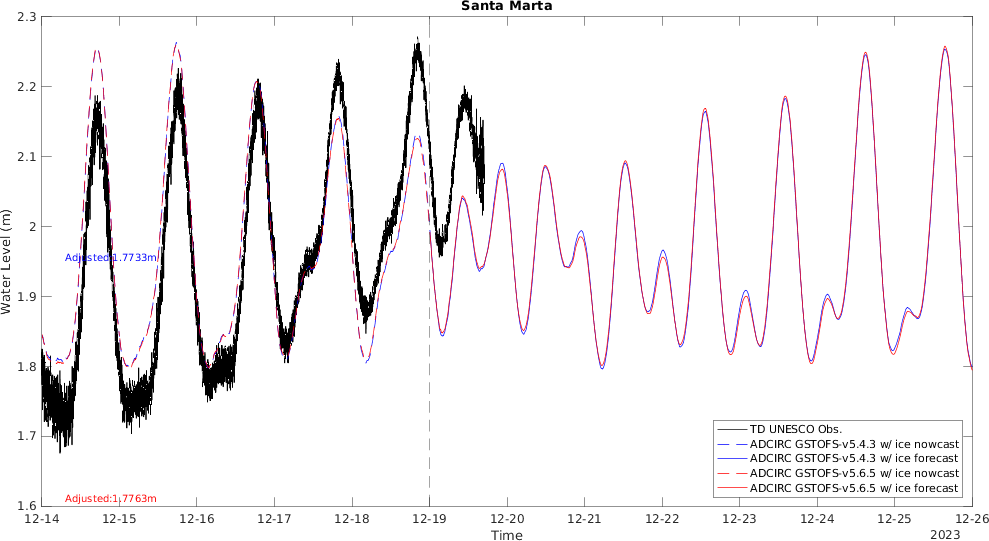 Santa Marta
2.3
2.2
2.1
2
1.9
1.8
1.7
1.6
Water Level (m)
Adjusted:1.7733m
Adjusted:1.7763m
TD UNESCO Obs.
ADCIRC GSTOFS-v5.4.3 w/ ice nowcast
ADCIRC GSTOFS-v5.4.3 w/ ice forecast
ADCIRC GSTOFS-v5.6.5 w/ ice nowcast
ADCIRC GSTOFS-v5.6.5 w/ ice forecast
12-14 12-15 12-16 12-17 12-18 12-19 12-20 12-21 12-22 12-23 12-24 12-25 12-26
Time
2023